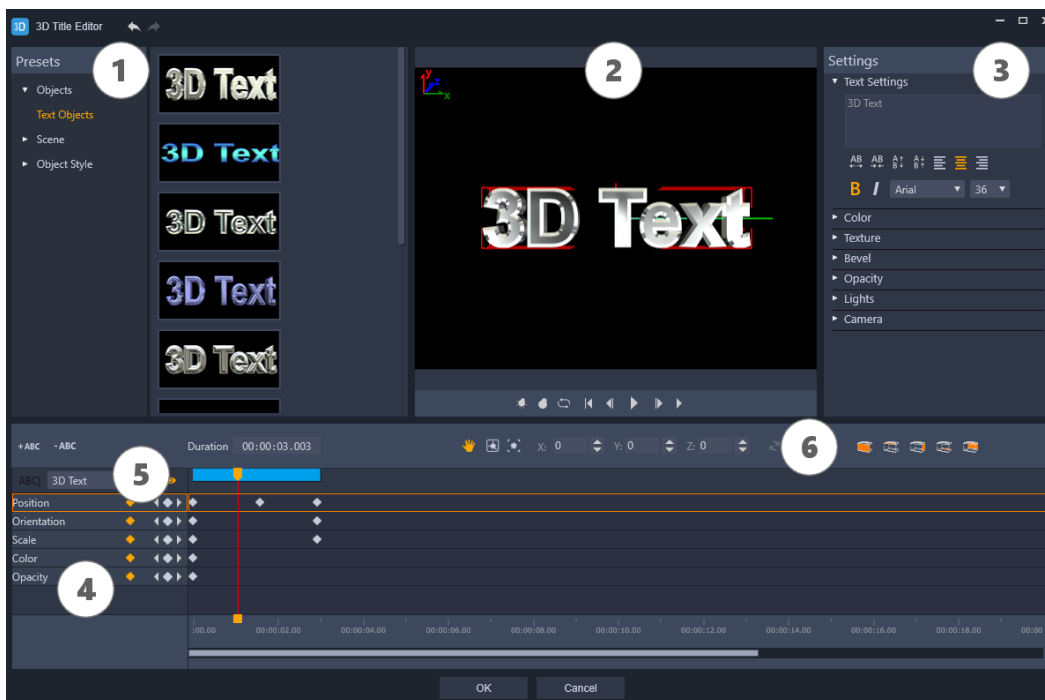 3D 3D Title Editor
Presets
1
Objects
Text Objects
Scene
Object Style
3D Text
3D Text
3D Text
3D Text
3D Text
2
y
z
x
3D Text
Settings
3
Text Settings
3D Text
AB AB A B A B
B I Arial 36
Color
Texture
Bevel
Opacity
Lights
Camera
+ABC -ABC Duration 00:00:03.003 X: 0 Y: 0 Z: 0
6
5
ABC| 3D Text
Position
Orientation
Scale
Color
Opacity
4
:00.00 00:00:02.00 00:00:04.00 00:00:06.00 00:00:08.00 00:00:10.00 00:00:12.00 00:00:14.00 00:00:16.00 00:00:18.00 00:00
OK Cancel